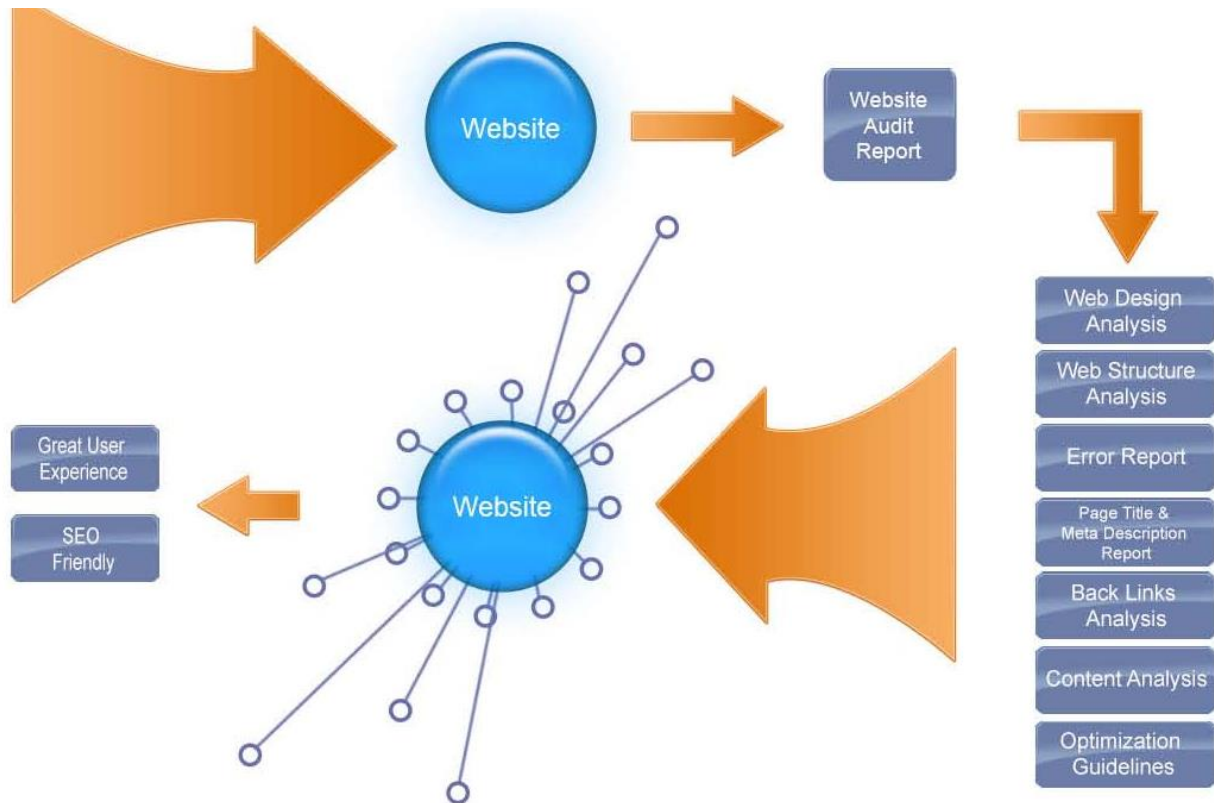 Website
Website
Audit
Report
Web Design
Analysis
Web Structure
Analysis
Error Report
Page Title &
Meta Description
Report
Back Links
Analysis
Content Analysis
Optimization
Guidelines
Website
Great User
Experience
SEO
Friendly